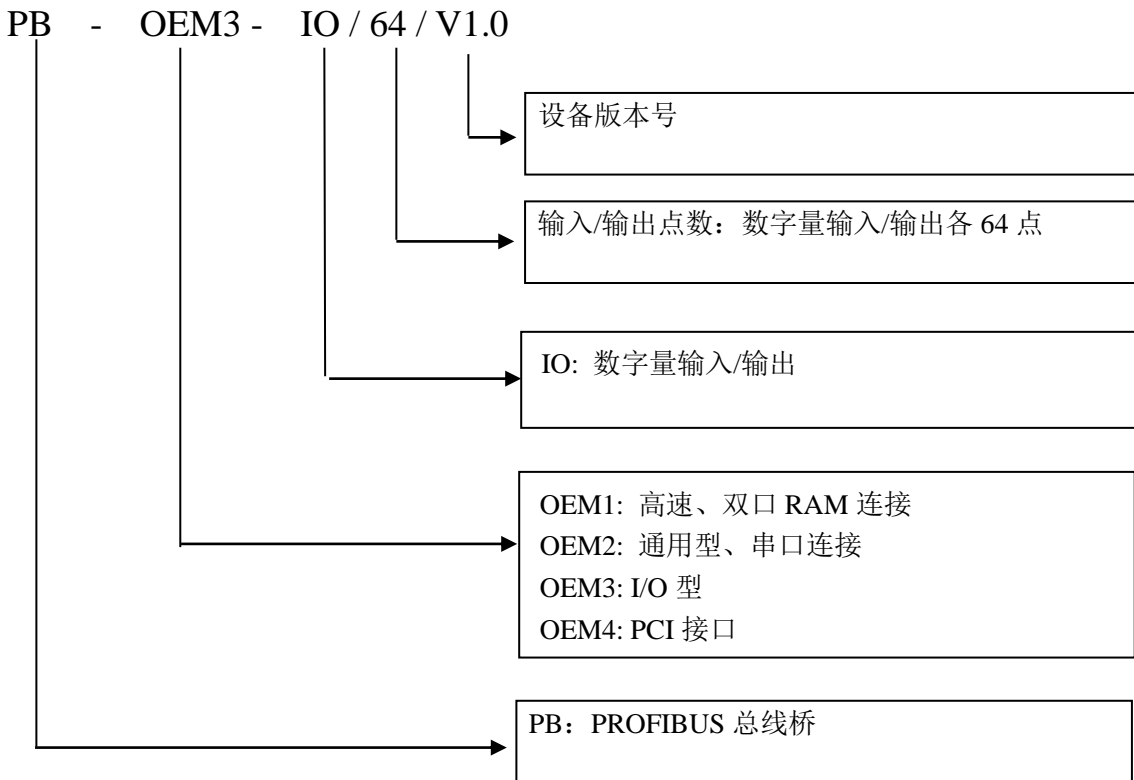 PB - OEM3 - IO / 64 / V1.0
设备版本号
输入/输出点数：数字量输入/输出各 64 点
IO: 数字量输入/输出
OEM1: 高速、双口 RAM 连接
OEM2: 通用型、串口连接
OEM3: I/O 型
OEM4: PCI 接口
PB：PROFIBUS 总线桥